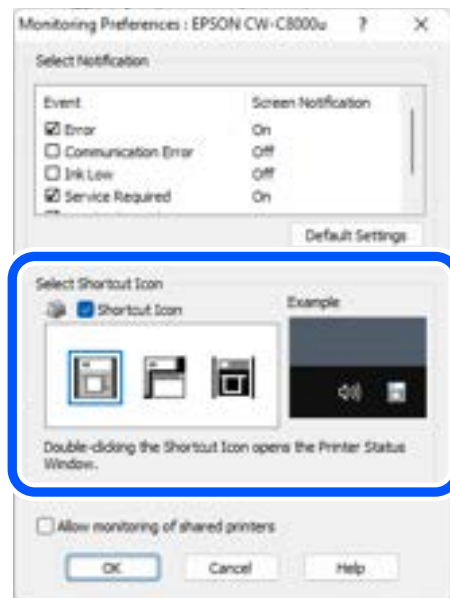 Monitoring Preferences : EPSON CW-C8000u ? ×
Select Notification
Event Screen Notification
Error On
Communication Error Off
Ink Low Off
Service Required On
Default Settings
Select Shortcut Icon
Shortcut Icon
Example
Double-clicking the Shortcut Icon opens the Printer Status
Window.
Allow monitoring of shared printers
OK Cancel Help